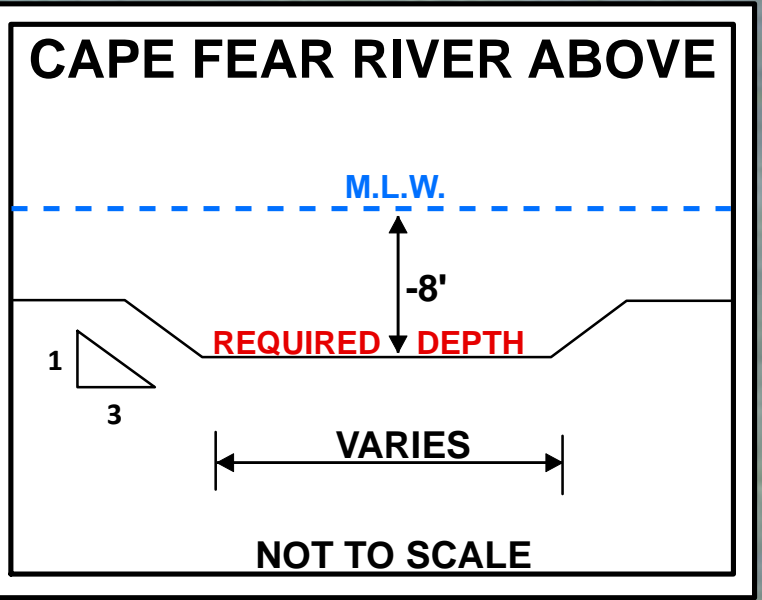 CAPE FEAR RIVER ABOVE
M.L.W.
-8'
REQUIRED DEPTH
1
3
VARIES
NOT TO SCALE